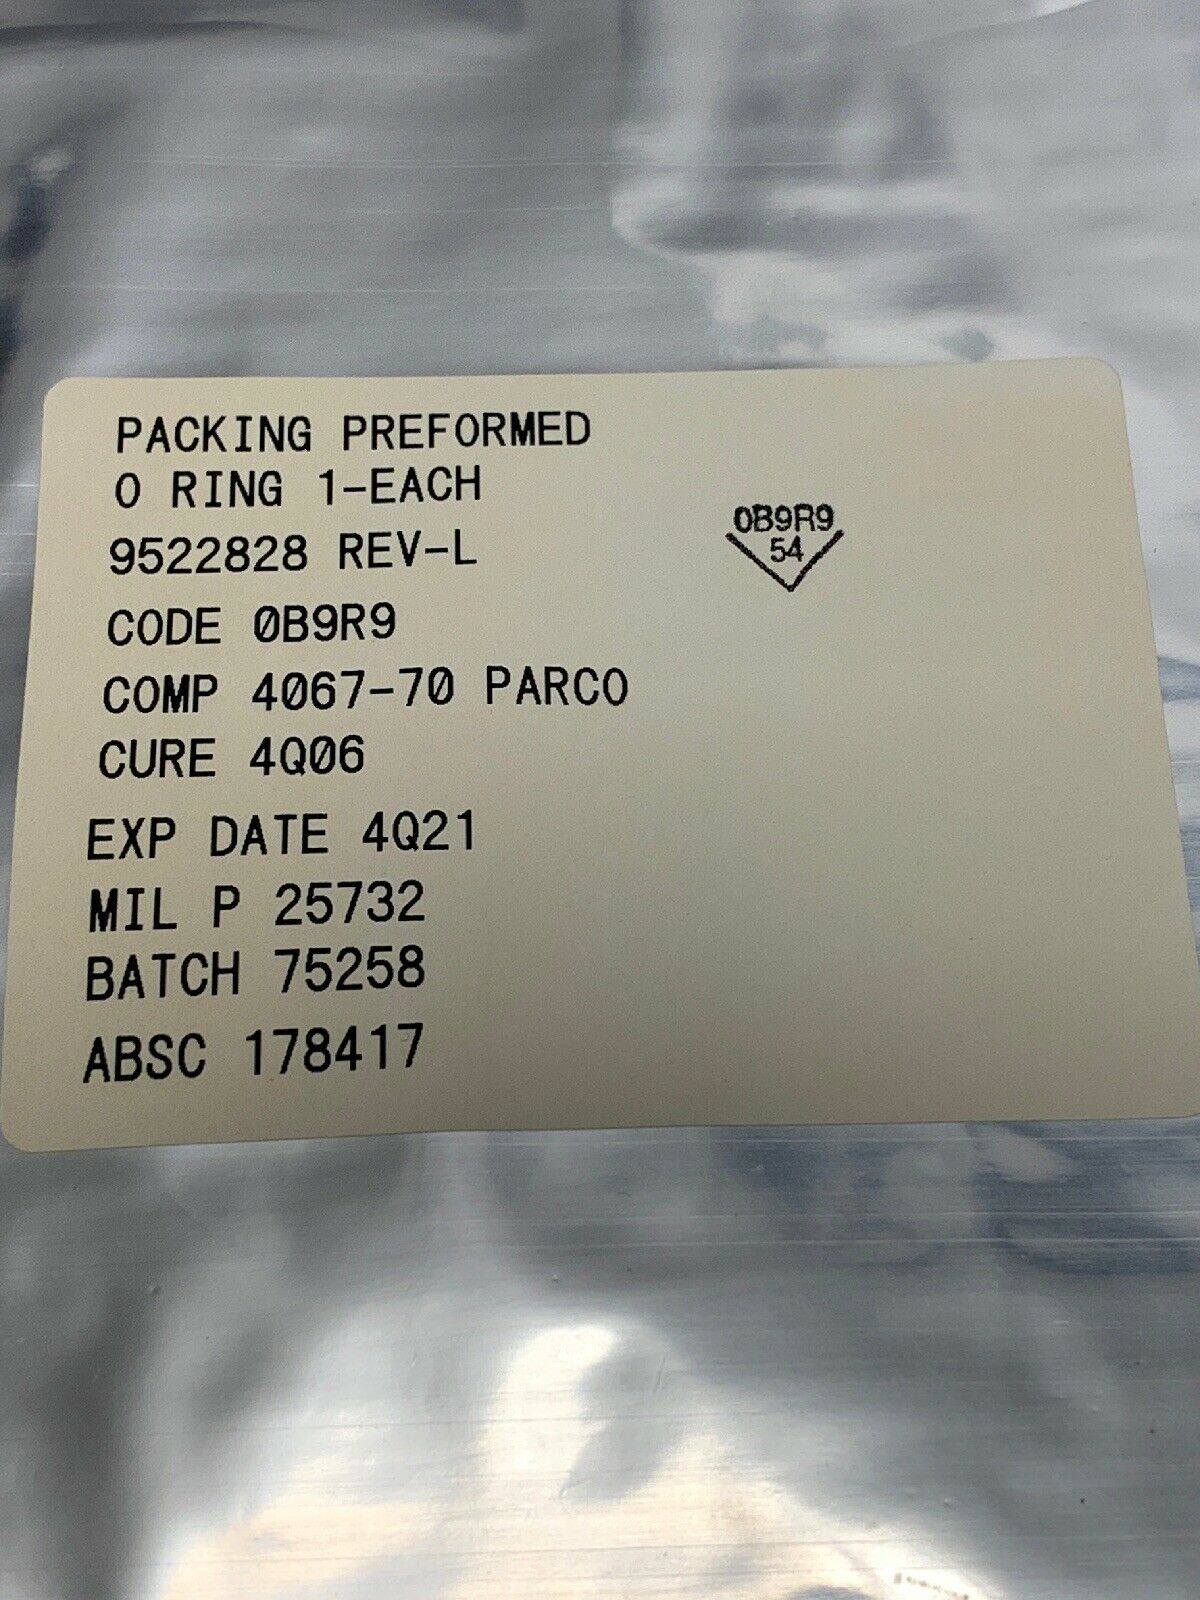 PACKING PREFORMED
O RING 1-EACH
9522828 REV-L
0B9R9
54
CODE 0B9R9
COMP 4067-70 PARCO
CURE 4Q06
EXP DATE 4Q21
MIL P 25732
BATCH 75258
ABSC 178417